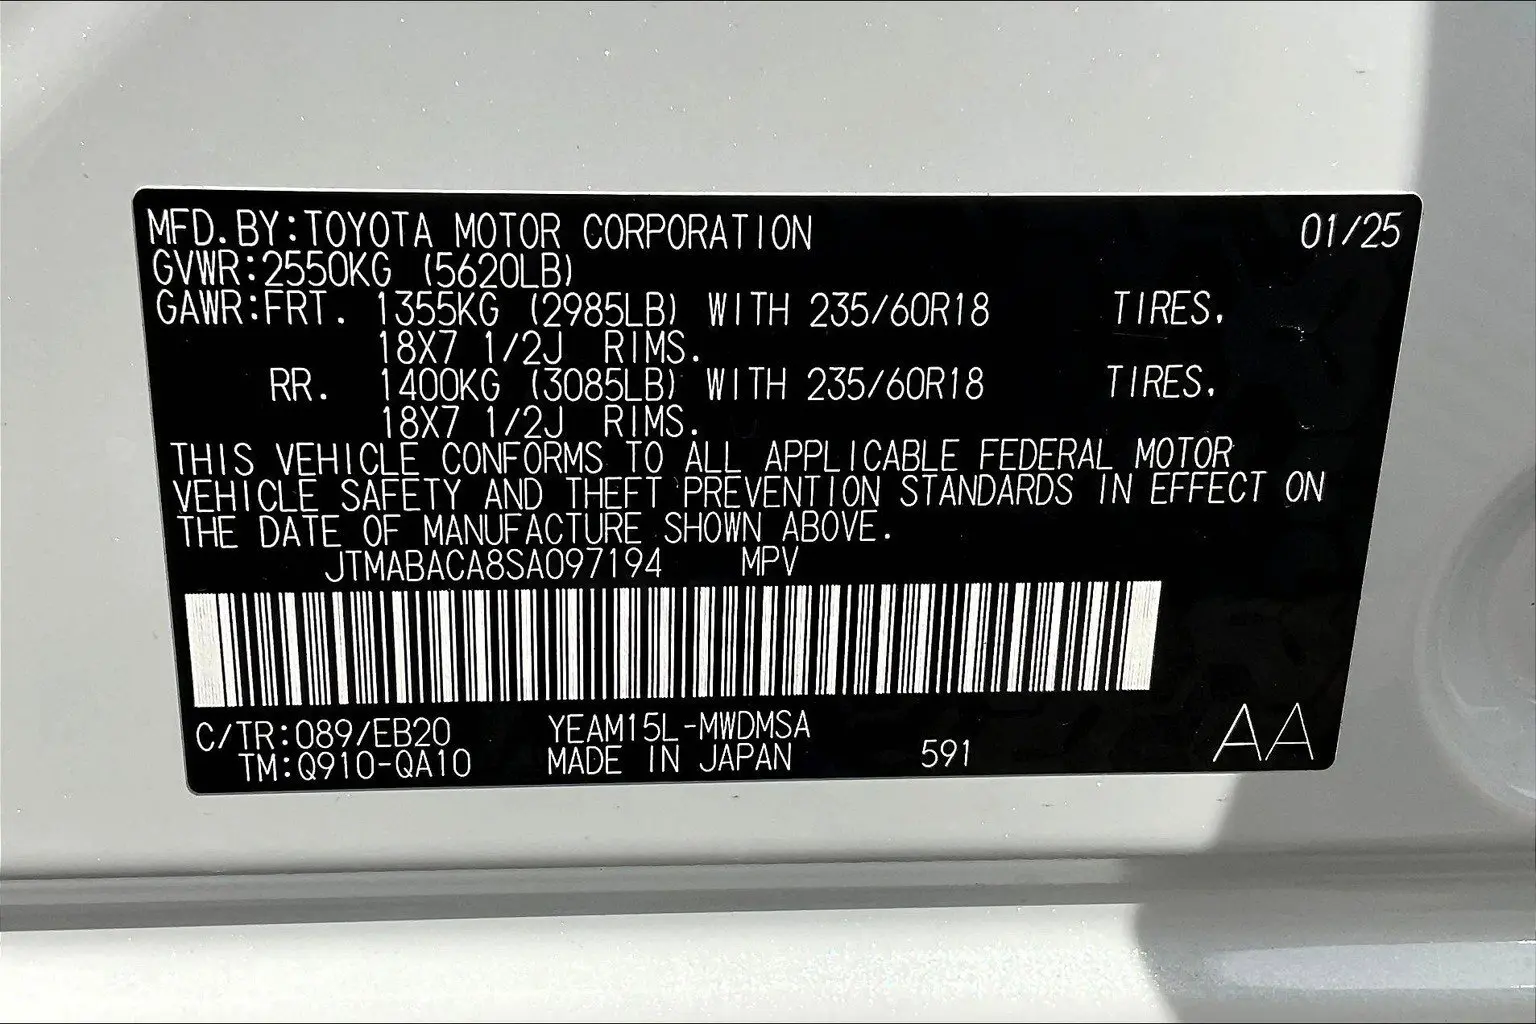 MFD.BY:TOYOTA MOTOR CORPORATION 01/25
GVWR:2550KG (5620LB)
GAWR:FRT. 1355KG (2985LB) WITH 235/60R18 TIRES,
18X7 1/2J RIMS.
RR. 1400KG (3085LB) WITH 235/60R18 TIRES,
18X7 1/2J RIMS.
THIS VEHICLE CONFORMS TO ALL APPLICABLE FEDERAL MOTOR
VEHICLE SAFETY AND THEFT PREVENTION STANDARDS IN EFFECT ON
THE DATE OF MANUFACTURE SHOWN ABOVE.
JTMABACA8SA097194 MPV
C/TR:089/EB20 YEAM15L-MWDMSA
TM:Q910-QA10 MADE IN JAPAN 591 AA